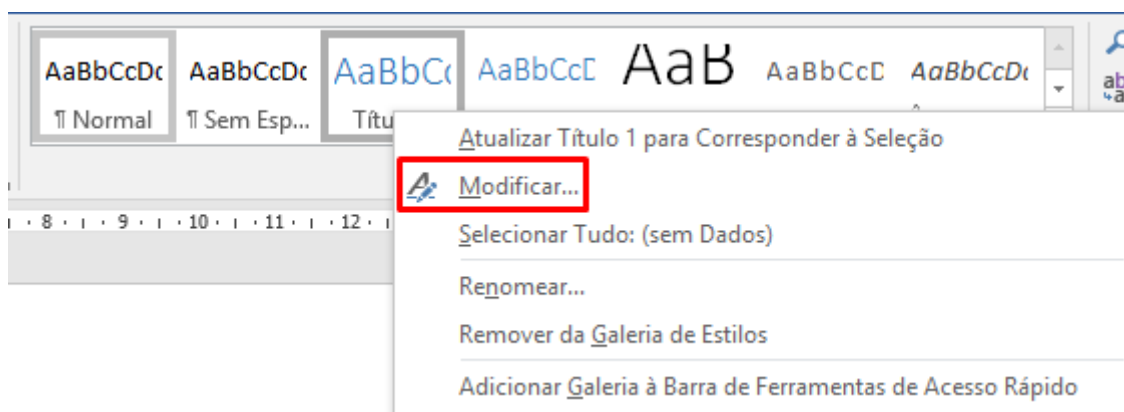 AaBbCcDc AaBbCcDc AaBbC AaBbCcC AaB AaBbCcD AaBbCcDc
¶ Normal ¶ Sem Esp... Títu
Atualizar Título 1 para Corresponder à Seleção
Modificar...
· 8 · ı · 9 · ı · 10 · ı · 11 · ı · 12 · ı
Selecionar Tudo: (sem Dados)
Renomear...
Remover da Galeria de Estilos
Adicionar Galeria à Barra de Ferramentas de Acesso Rápido